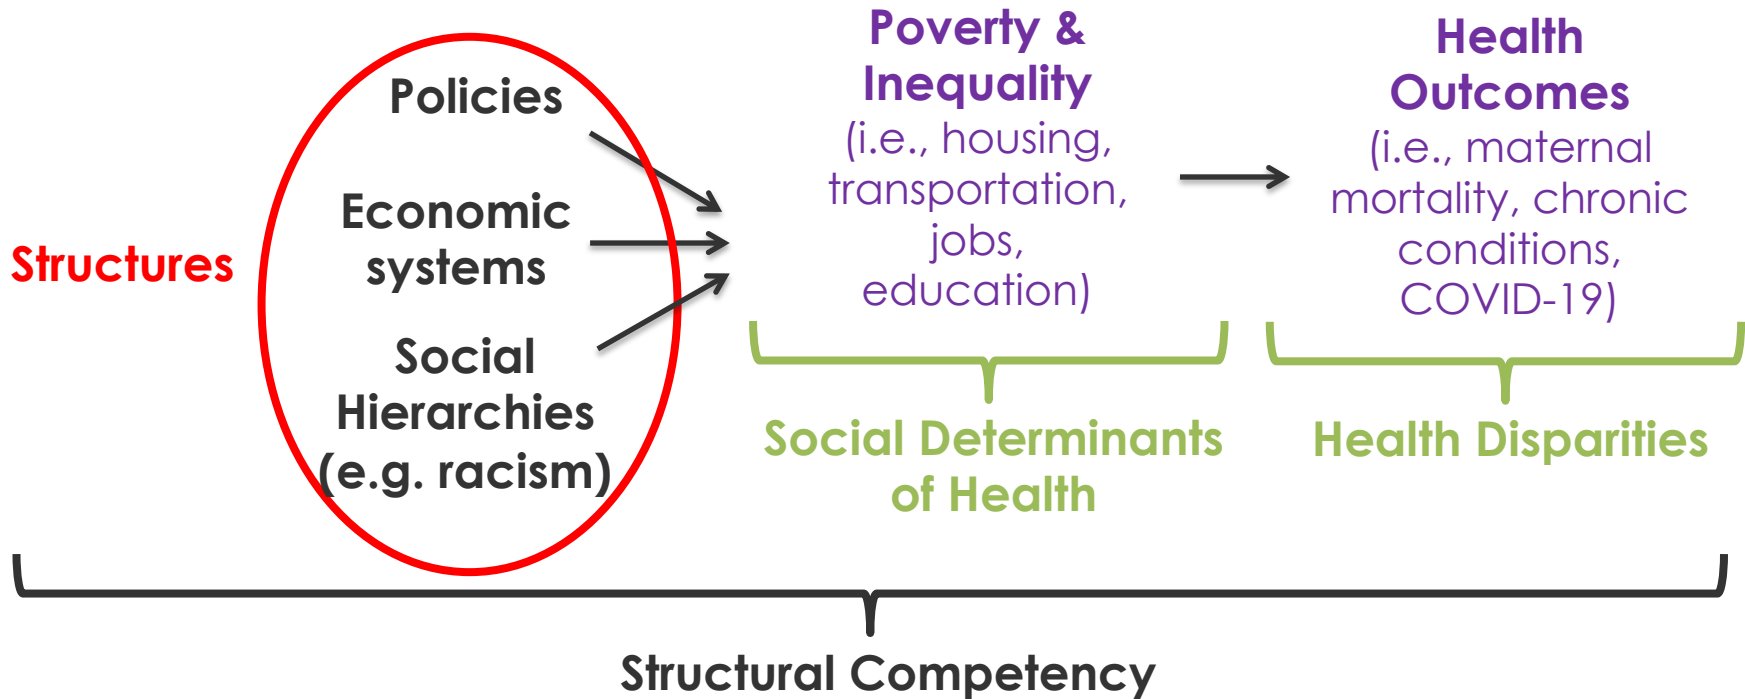 Structures
Policies
Economic
systems
Social
Hierarchies
(e.g. racism)
Poverty &
Inequality
(i.e., housing,
transportation,
jobs,
education)
Social Determinants
of Health
Health
Outcomes
(i.e., maternal
mortality, chronic
conditions,
COVID-19)
Health Disparities
Structural Competency